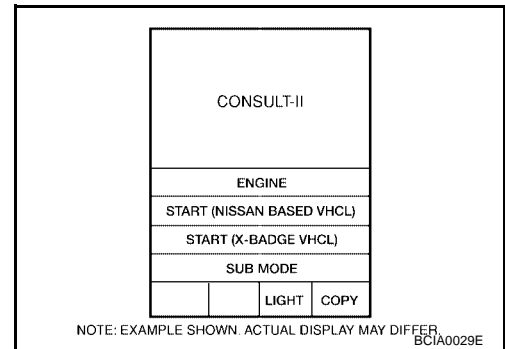 CONSULT-II
ENGINE
START (NISSAN BASED VHCL)
START (X-BADGE VHCL)
SUB MODE
LIGHT COPY
NOTE: EXAMPLE SHOWN. ACTUAL DISPLAY MAY DIFFER.
BCIA0029E